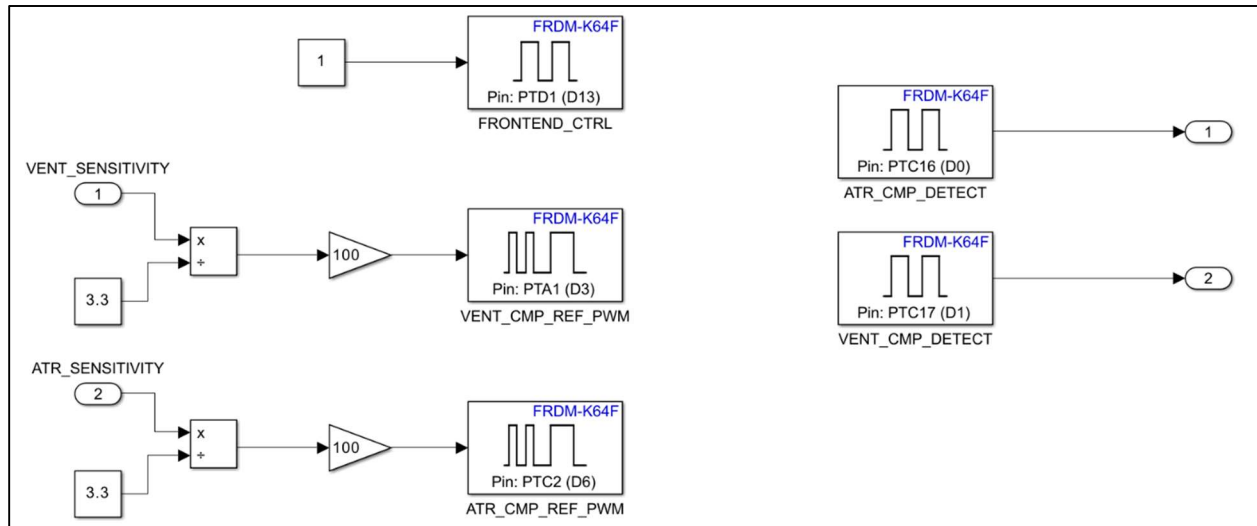 FRDM-K64F
1
Pin: PTD1 (D13)
FRONTEND_CTRL
FRDM-K64F
Pin: PTC16 (D0)
ATR_CMP_DETECT
1
VENT_SENSITIVITY
1
x
÷
3.3
100
FRDM-K64F
Pin: PTA1 (D3)
VENT_CMP_REF_PWM
FRDM-K64F
Pin: PTC17 (D1)
VENT_CMP_DETECT
2
ATR_SENSITIVITY
2
x
÷
3.3
100
FRDM-K64F
Pin: PTC2 (D6)
ATR_CMP_REF_PWM